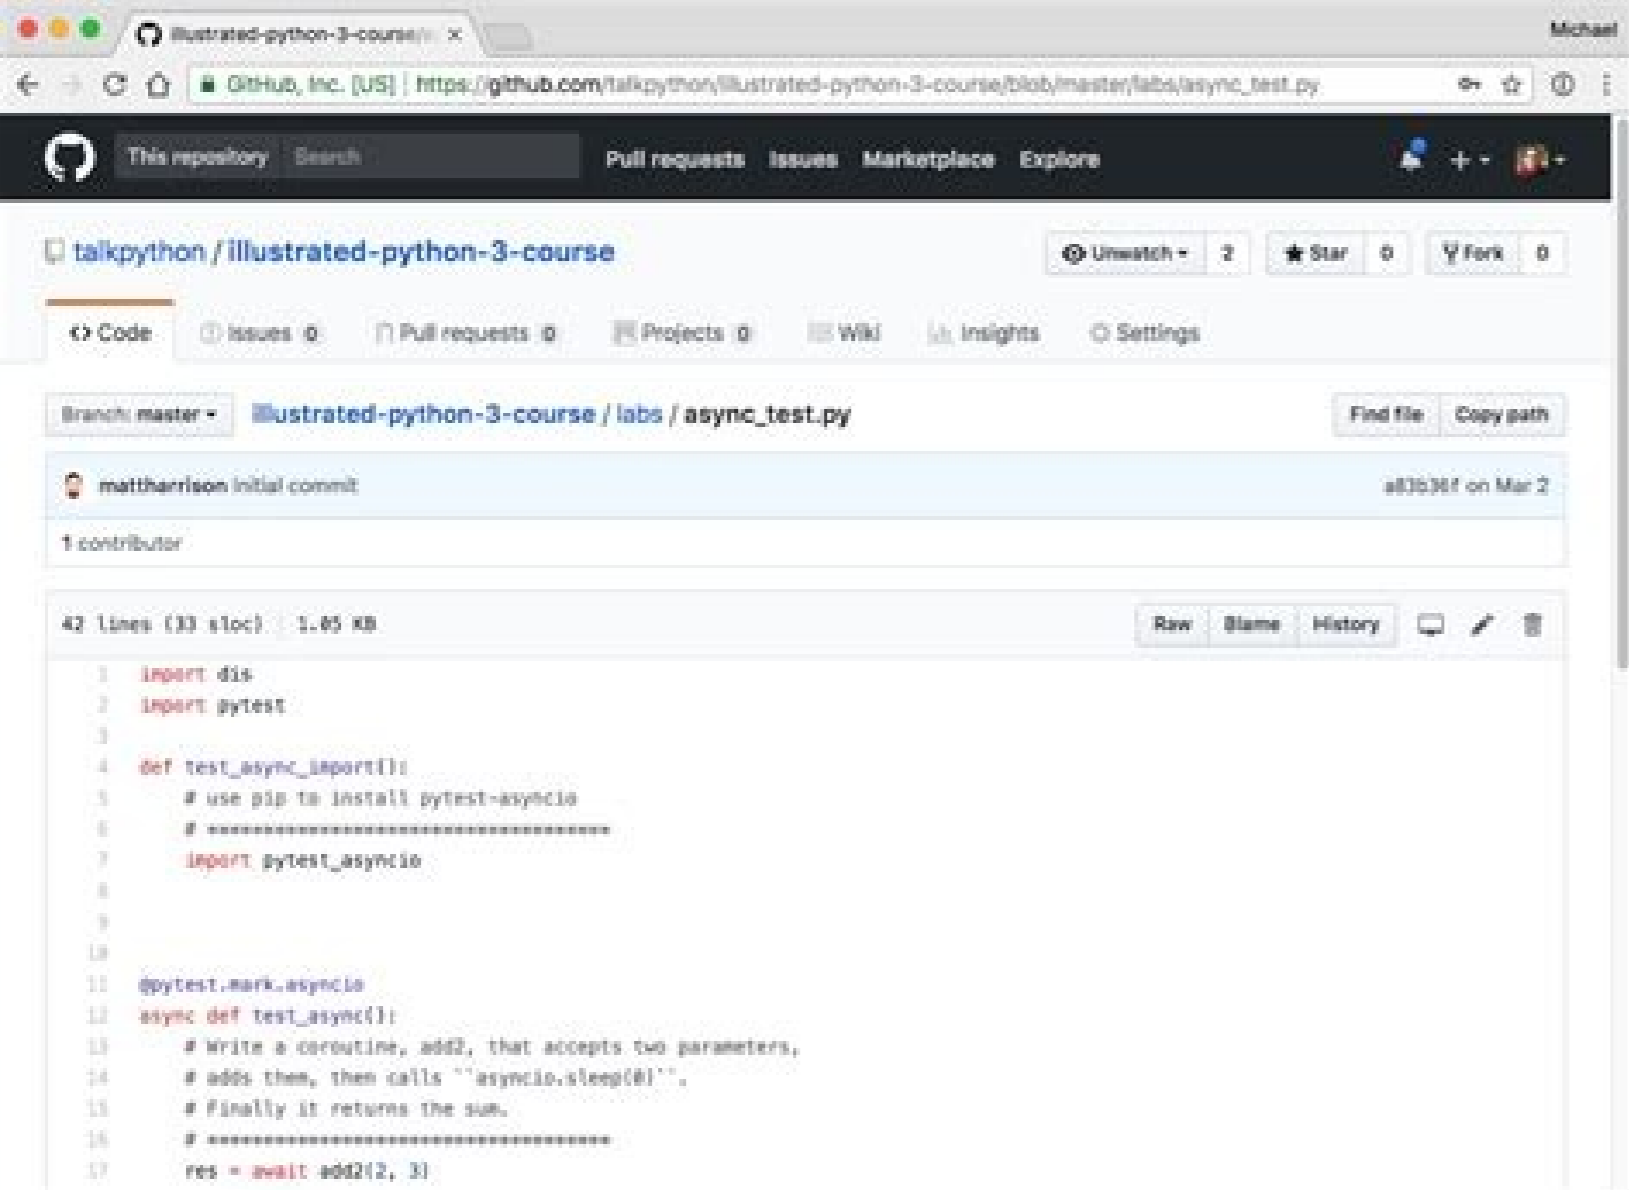 illustrated-python-3-course/
Michael
GitHub, Inc. [US] https://github.com/talkpython/illustrated-python-3-course/blob/master/labs/async_test.py
This repository Search Pull requests Issues Marketplace Explore
talkpython / illustrated-python-3-course Unwatch 2 Star 0 Fork 0
Code Issues 0 Pull requests 0 Projects 0 Wiki Insights Settings
Branch: master illustrated-python-3-course / labs / async_test.py Find file Copy path
mattharrison Initial commit a83b36f on Mar 2
1 contributor
42 lines (33 sloc) 1.05 KB Raw Blame History
1 import dis
2 import pytest
3
4 def test_async_import():
5 # use pip to install pytest-asyncio
6 # ====================================
7 import pytest_asyncio
8
9
10
11 @pytest.mark.asyncio
12 async def test_async():
13 # Write a coroutine, add2, that accepts two parameters,
14 # adds them, then calls ``asyncio.sleep(0)``.
15 # Finally it returns the sum.
16 # ====================================
17 res = await add2(2, 3)